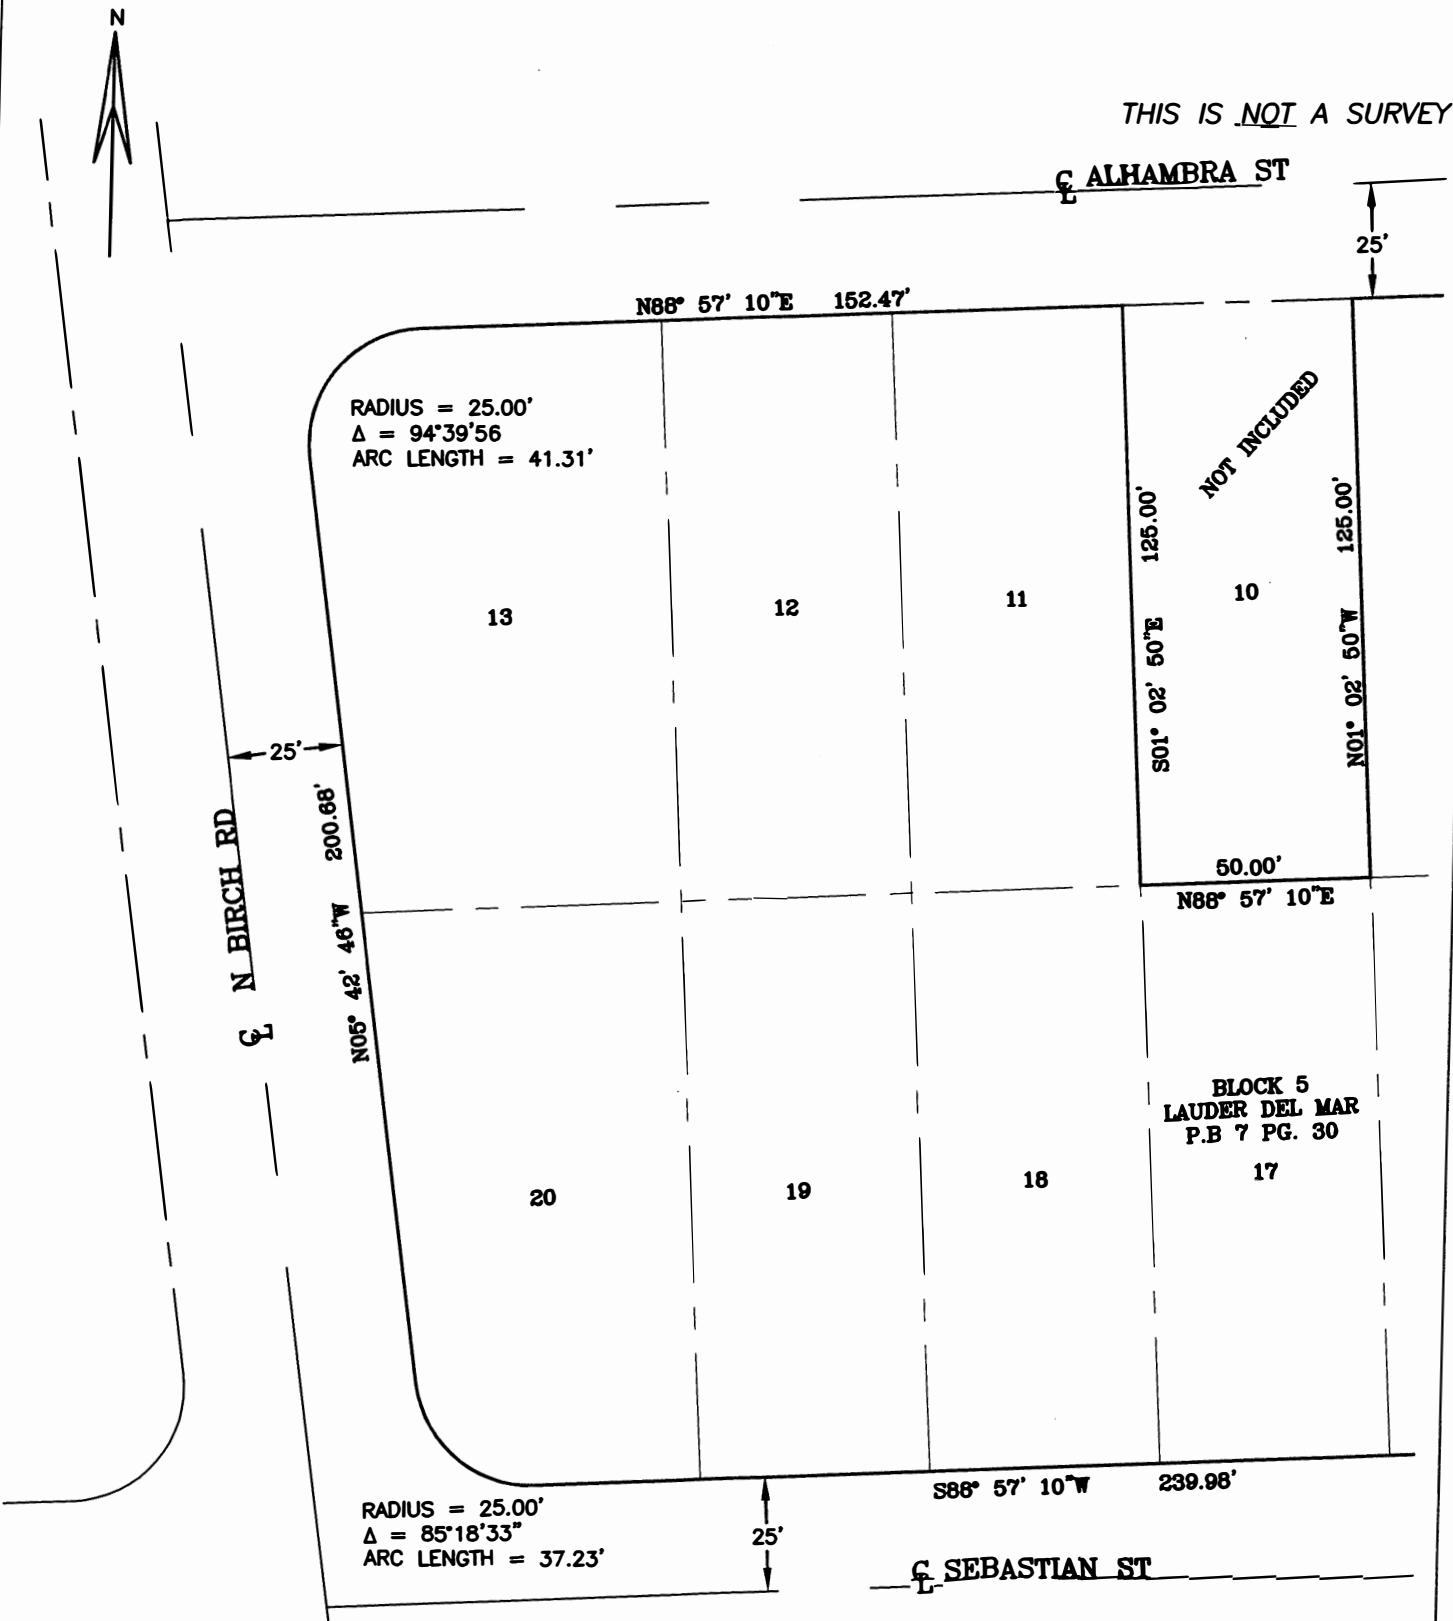 N
THIS IS NOT A SURVEY
℄ ALHAMBRA ST
25'
N88° 57' 10"E 152.47'
RADIUS = 25.00'
Δ = 94°39'56
ARC LENGTH = 41.31'
NOT INCLUDED
S01° 02' 50"E 125.00'
N01° 02' 50"W 125.00'
13
12
11
10
25'
N05° 42' 46"W 200.68'
℄ N BIRCH RD
50.00'
N88° 57' 10"E
BLOCK 5
LAUDER DEL MAR
P.B 7 PG. 30
20
19
18
17
S88° 57' 10"W 239.98'
RADIUS = 25.00'
Δ = 85°18'33"
ARC LENGTH = 37.23'
25'
℄ SEBASTIAN ST